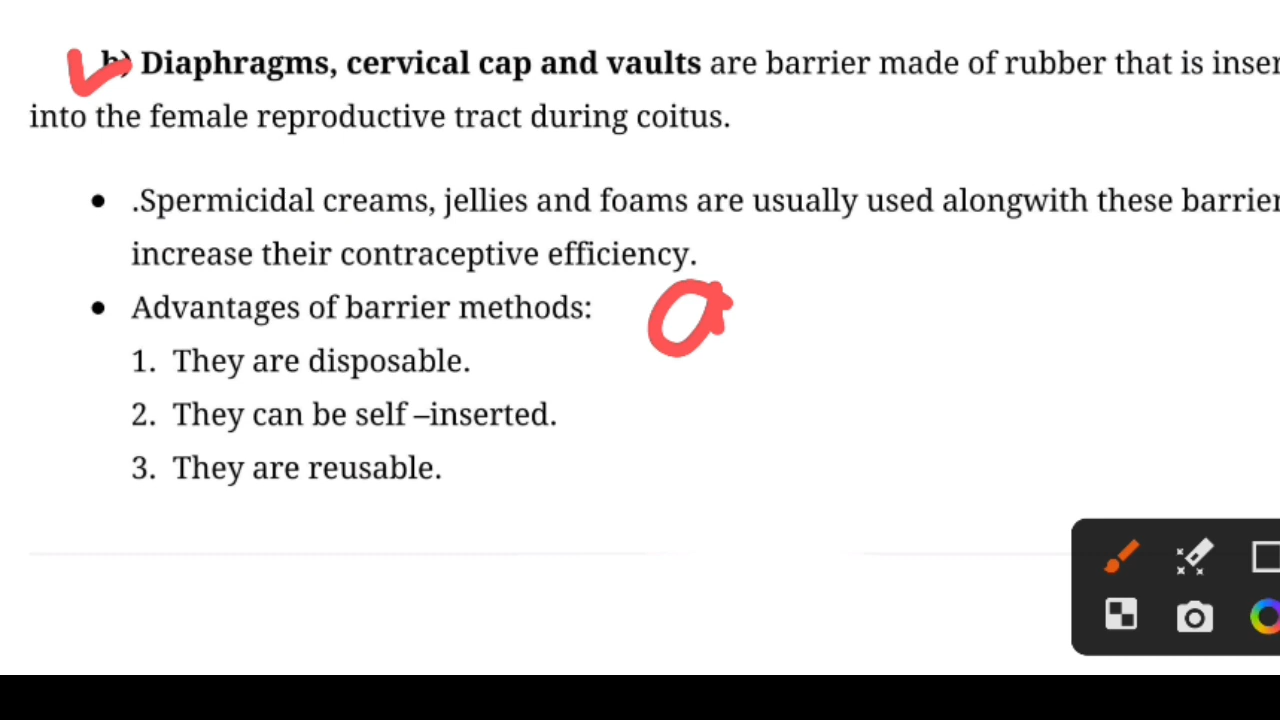 b) Diaphragms, cervical cap and vaults are barrier made of rubber that is
into the female reproductive tract during coitus.
• .Spermicidal creams, jellies and foams are usually used alongwith these
increase their contraceptive efficiency.
• Advantages of barrier methods:
1. They are disposable.
2. They can be self –inserted.
3. They are reusable.